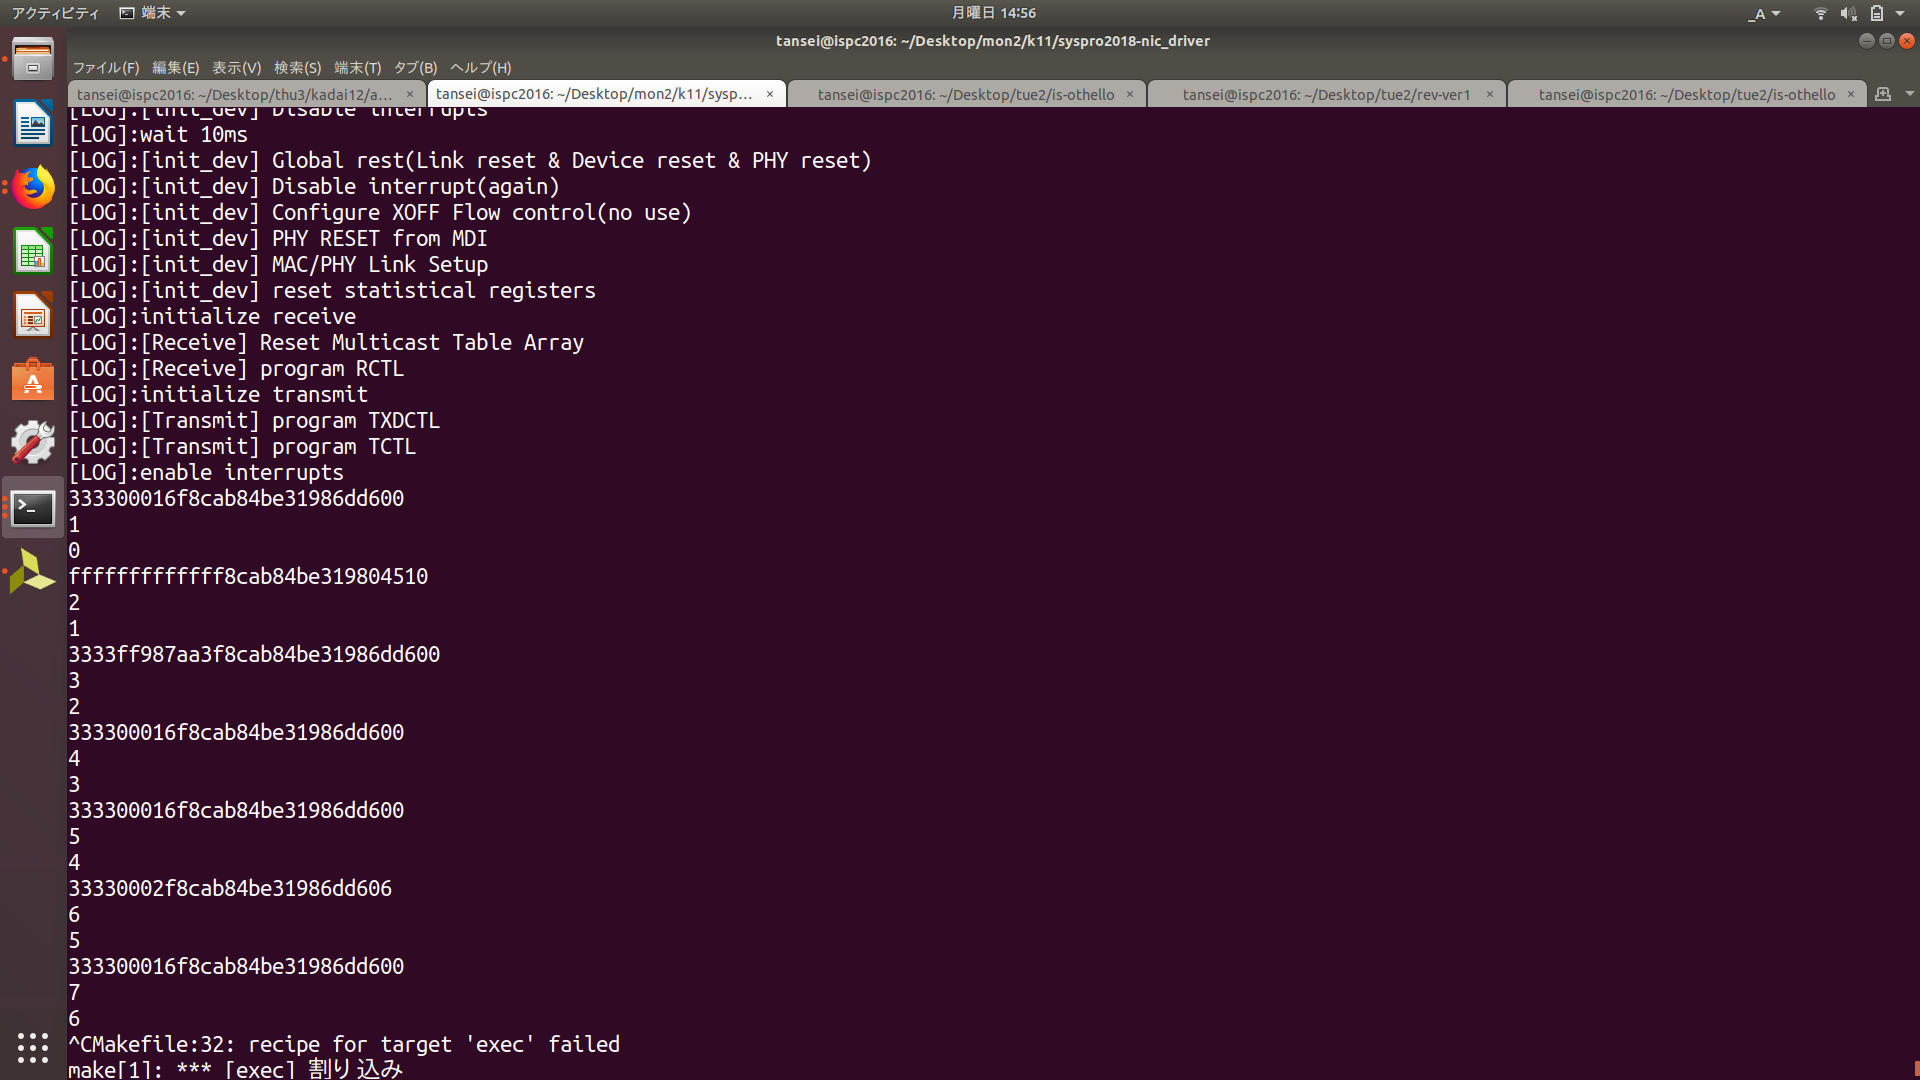 アクティビティ 端末 月曜日 14:56 _A
tansei@ispc2016: ~/Desktop/mon2/k11/syspro2018-nic_driver
ファイル(F) 編集(E) 表示(V) 検索(S) 端末(T) タブ(B) ヘルプ(H)
tansei@ispc2016: ~/Desktop/thu3/kadai12/a... × tansei@ispc2016: ~/Desktop/mon2/k11/sysp... × tansei@ispc2016: ~/Desktop/tue2/is-othello × tansei@ispc2016: ~/Desktop/tue2/rev-ver1 × tansei@ispc2016: ~/Desktop/tue2/is-othello ×
[LOG]:[init_dev] Disable interrupts
[LOG]:wait 10ms
[LOG]:[init_dev] Global rest(Link reset & Device reset & PHY reset)
[LOG]:[init_dev] Disable interrupt(again)
[LOG]:[init_dev] Configure XOFF Flow control(no use)
[LOG]:[init_dev] PHY RESET from MDI
[LOG]:[init_dev] MAC/PHY Link Setup
[LOG]:[init_dev] reset statistical registers
[LOG]:initialize receive
[LOG]:[Receive] Reset Multicast Table Array
[LOG]:[Receive] program RCTL
[LOG]:initialize transmit
[LOG]:[Transmit] program TXDCTL
[LOG]:[Transmit] program TCTL
[LOG]:enable interrupts
333300016f8cab84be31986dd600
1
0
fffffffffffff8cab84be319804510
2
1
3333ff987aa3f8cab84be31986dd600
3
2
333300016f8cab84be31986dd600
4
3
333300016f8cab84be31986dd600
5
4
33330002f8cab84be31986dd606
6
5
333300016f8cab84be31986dd600
7
6
^CMakefile:32: recipe for target 'exec' failed
make[1]: *** [exec] 割り込み